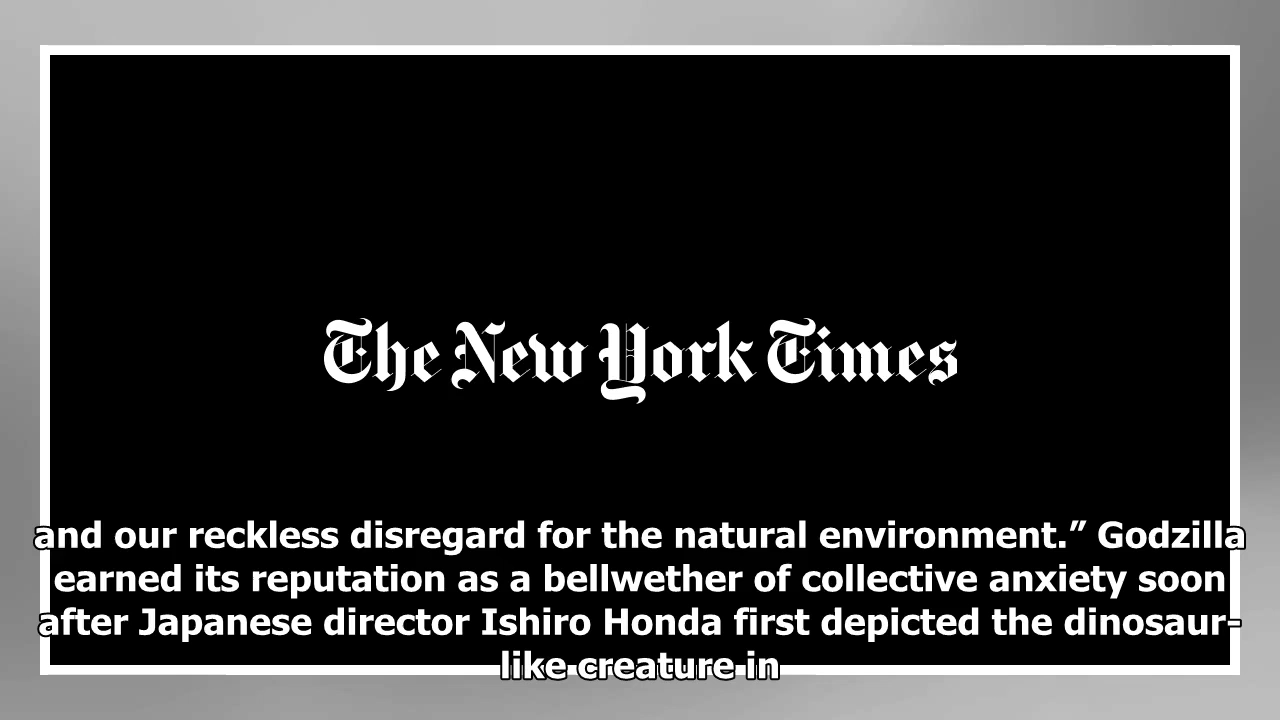 The New York Times
and our reckless disregard for the natural environment.” Godzilla
earned its reputation as a bellwether of collective anxiety soon
after Japanese director Ishiro Honda first depicted the dinosaur-
like creature in